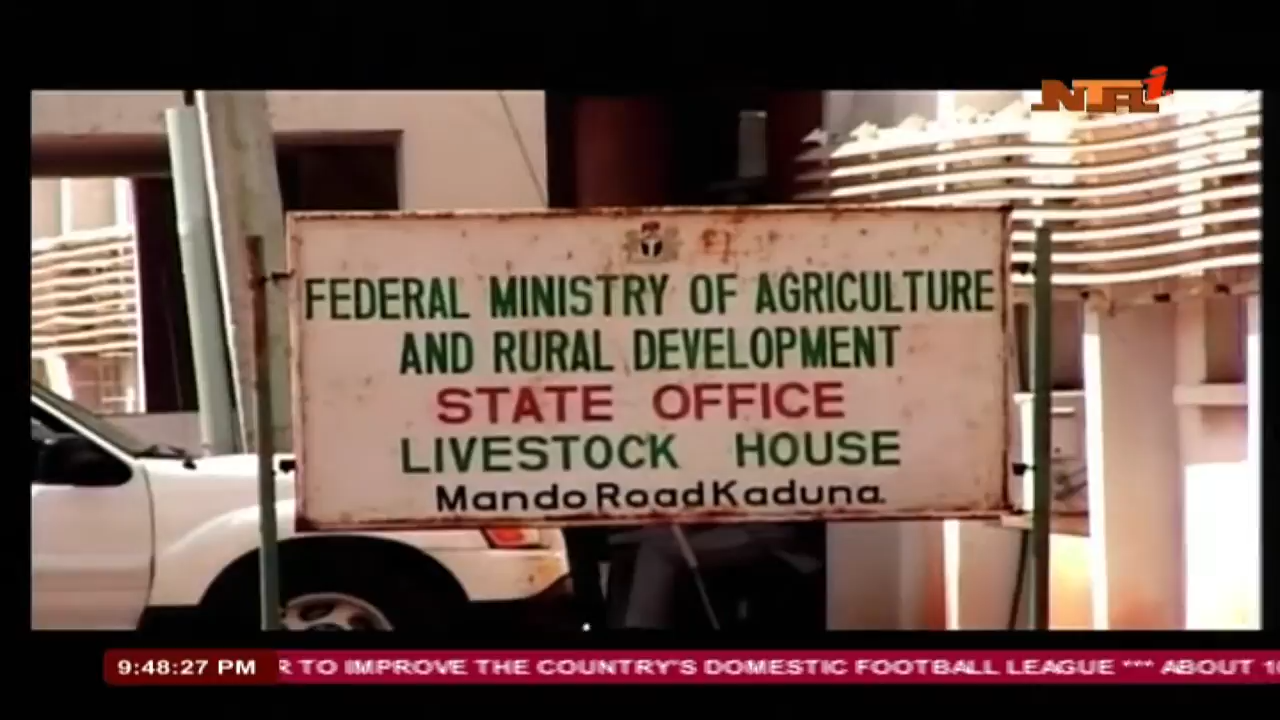 NTAi
FEDERAL MINISTRY OF AGRICULTURE
AND RURAL DEVELOPMENT
STATE OFFICE
LIVESTOCK HOUSE
Mando Road Kaduna
9:48:27 PM R TO IMPROVE THE COUNTRY'S DOMESTIC FOOTBALL LEAGUE *** ABOUT